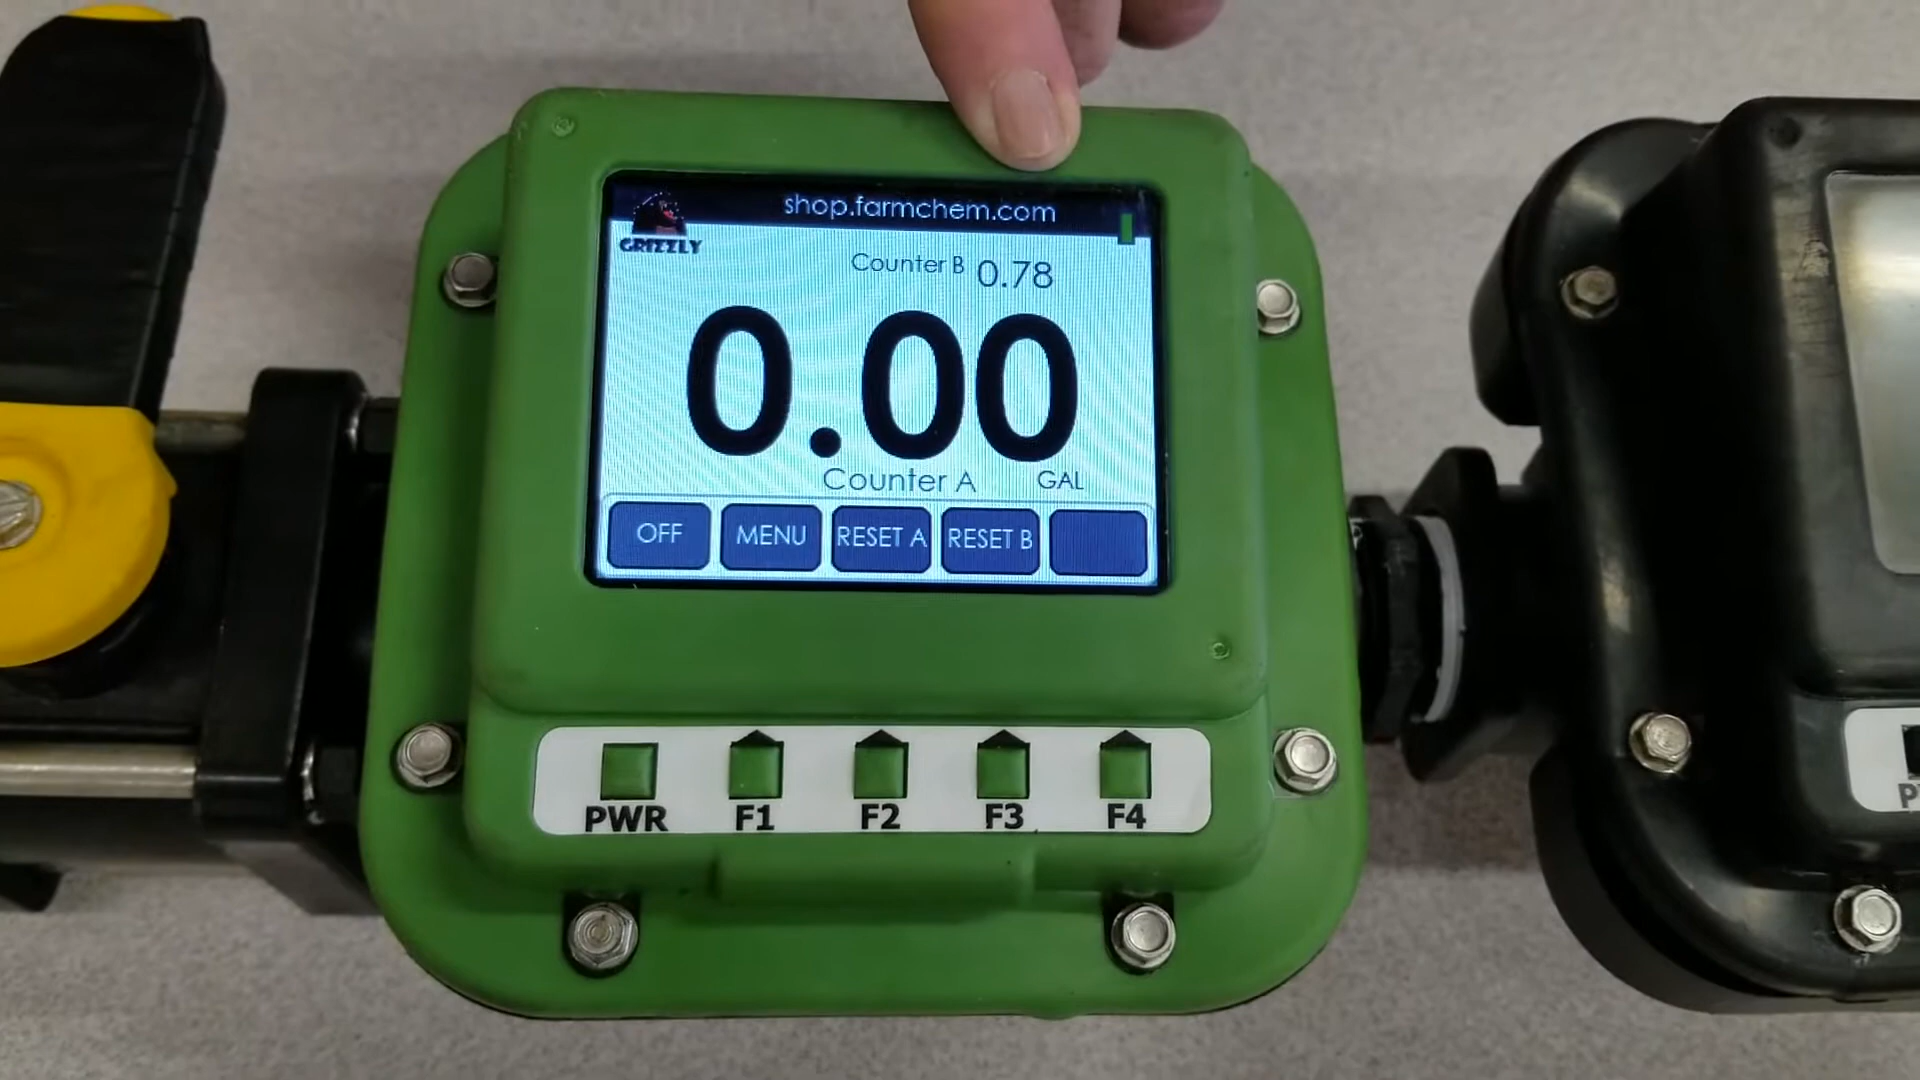 shop.farmchem.com
GRIZZLY
Counter B 0.78
0.00
Counter A GAL
OFF MENU RESET A RESET B
PWR F1 F2 F3 F4